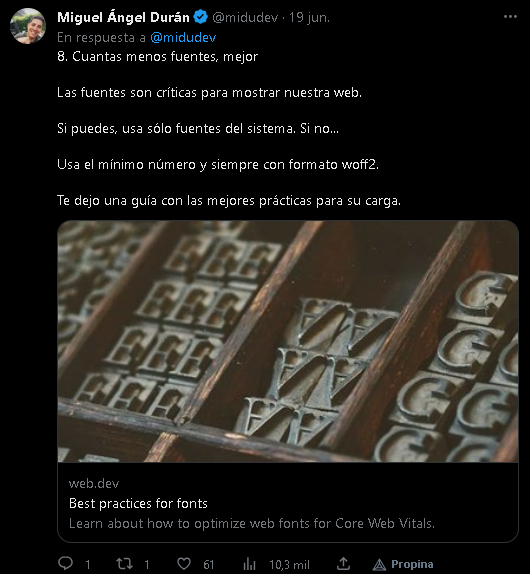 Miguel Ángel Durán @midudev · 19 jun.
En respuesta a @midudev
8. Cuantas menos fuentes, mejor
Las fuentes son críticas para mostrar nuestra web.
Si puedes, usa sólo fuentes del sistema. Si no...
Usa el mínimo número y siempre con formato woff2.
Te dejo una guía con las mejores prácticas para su carga.
E E E
E E E
E E E
E E E
web.dev
Best practices for fonts
Learn about how to optimize web fonts for Core Web Vitals.
1 1 61 10,3 mil Propina